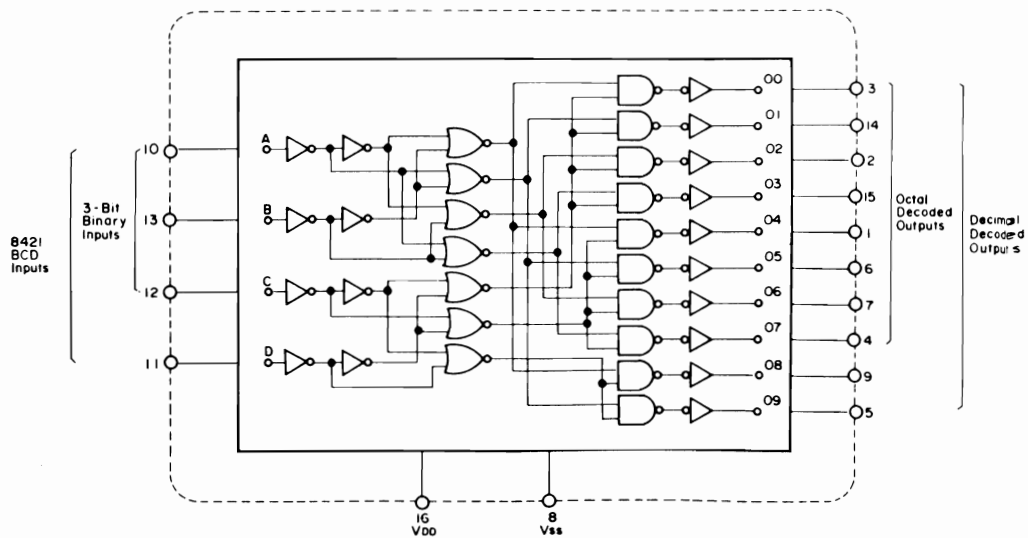 8421
BCD
Inputs
3-Bit
Binary
Inputs
10
13
12
11
A
B
C
D
00
01
02
03
04
05
06
07
08
09
3
14
2
15
1
6
7
4
9
5
Octal
Decoded
Outputs
Decimal
Decoded
Outputs
16
VDD
8
VSS